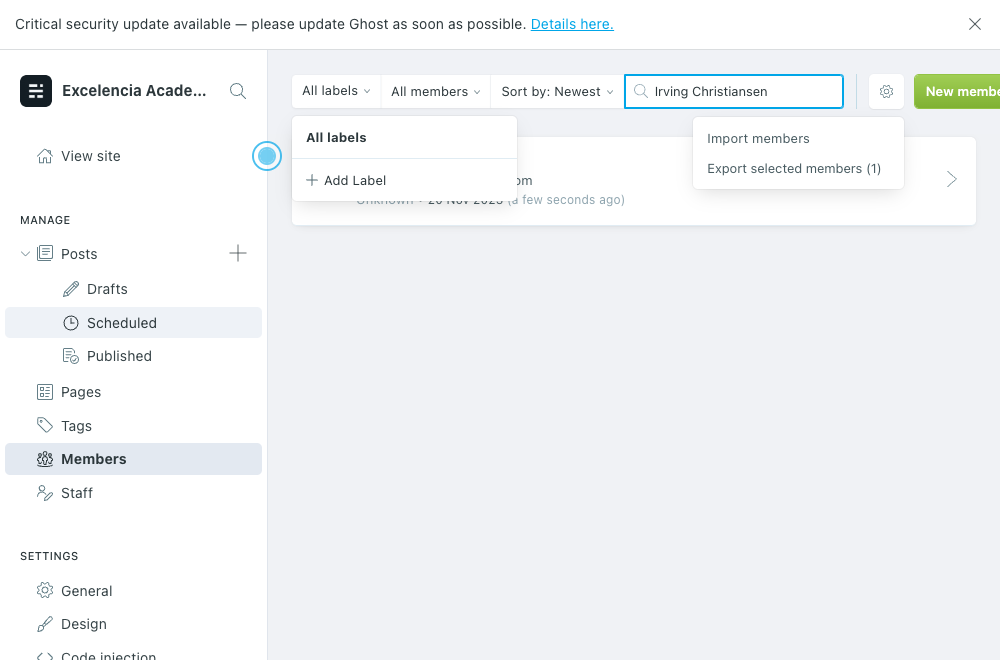 Critical security update available — please update Ghost as soon as possible. Details here.
Excelencia Acade...
View site
MANAGE
Posts
Drafts
Scheduled
Published
Pages
Tags
Members
Staff
SETTINGS
General
Design
Code injection
All labels
All members
Sort by: Newest
Irving Christiansen
New membe
All labels
Add Label
Import members
Export selected members (1)
om
Unknown - 20 Nov 2023 (a few seconds ago)